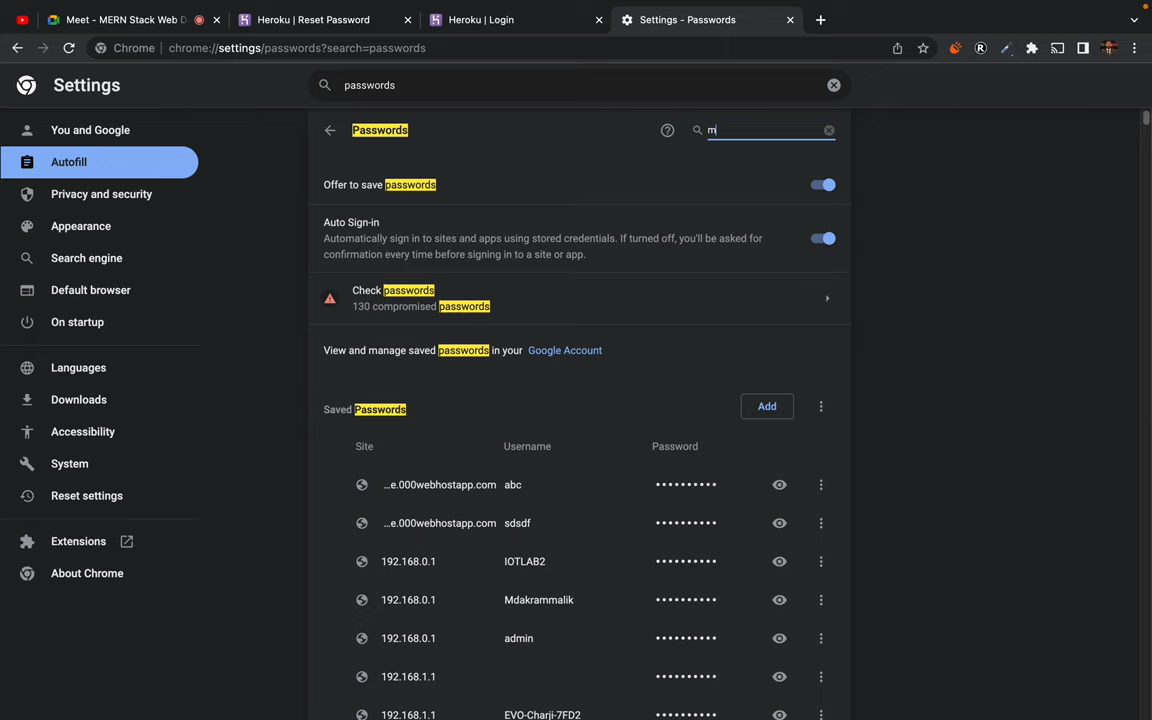 Meet - MERN Stack Web D
Heroku | Reset Password
Heroku | Login
Settings - Passwords
Chrome
chrome://settings/passwords?search=passwords
Settings
passwords
You and Google
Autofill
Privacy and security
Appearance
Search engine
Default browser
On startup
Languages
Downloads
Accessibility
System
Reset settings
Extensions
About Chrome
Passwords
m
Offer to save passwords
Auto Sign-in
Automatically sign in to sites and apps using stored credentials. If turned off, you'll be asked for
confirmation every time before signing in to a site or app.
Check passwords
130 compromised passwords
View and manage saved passwords in your Google Account
Saved Passwords
Add
Site Username Password
...e.000webhostapp.com abc ••••••••••
...e.000webhostapp.com sdsdf ••••••••••
192.168.0.1 IOTLAB2 ••••••••••
192.168.0.1 Mdakrammalik ••••••••••
192.168.0.1 admin ••••••••••
192.168.1.1 ••••••••••
192.168.1.1 EVO-Charji-7FD2 ••••••••••